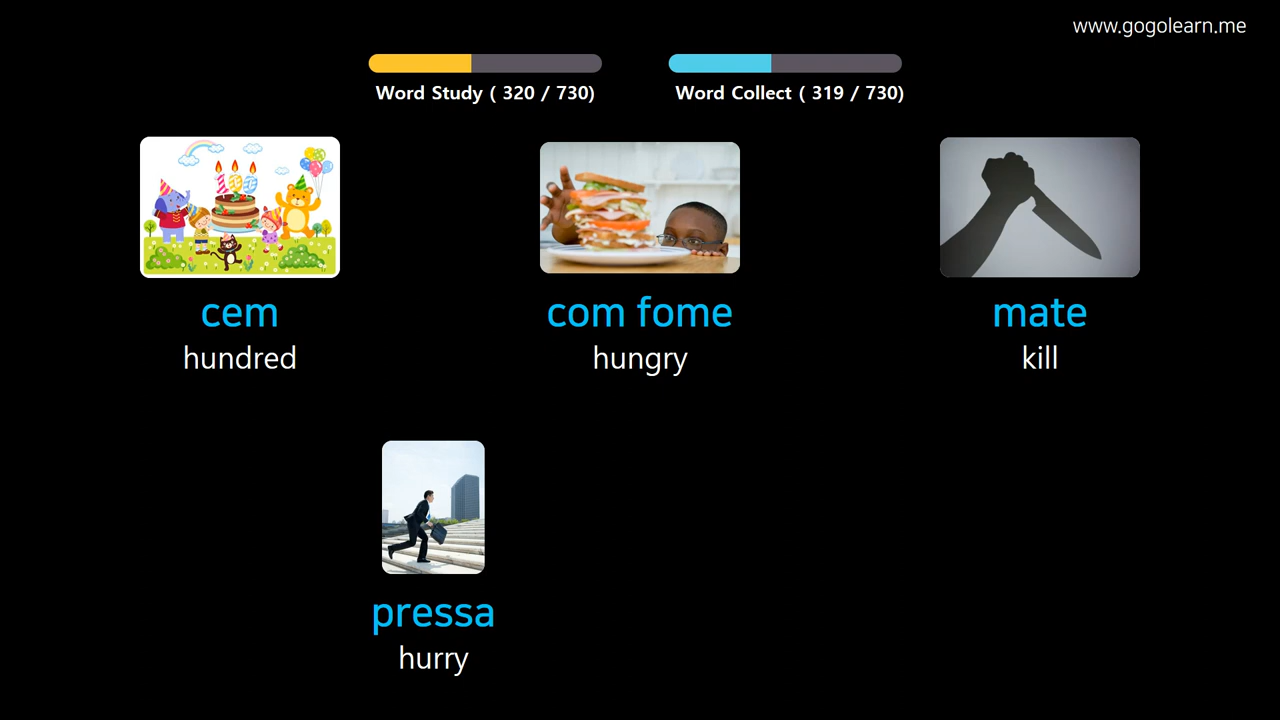 www.gogolearn.me
Word Study ( 320 / 730)
Word Collect ( 319 / 730)
100
cem
hundred
com fome
hungry
mate
kill
pressa
hurry